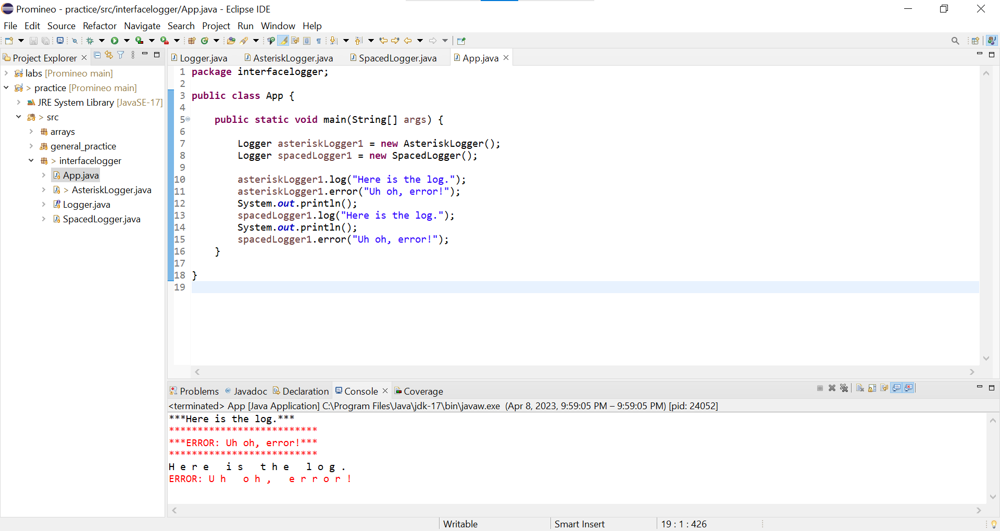 Promineo - practice/src/interfacelogger/App.java - Eclipse IDE
File Edit Source Refactor Navigate Search Project Run Window Help
Project Explorer
labs [Promineo main]
> practice [Promineo main]
JRE System Library [JavaSE-17]
> src
arrays
general_practice
> interfacelogger
App.java
> AsteriskLogger.java
Logger.java
SpacedLogger.java
Logger.java AsteriskLogger.java SpacedLogger.java App.java
1 package interfacelogger;
2
3 public class App {
4
5 public static void main(String[] args) {
6
7 Logger asteriskLogger1 = new AsteriskLogger();
8 Logger spacedLogger1 = new SpacedLogger();
9
10 asteriskLogger1.log("Here is the log.");
11 asteriskLogger1.error("Uh oh, error!");
12 System.out.println();
13 spacedLogger1.log("Here is the log.");
14 System.out.println();
15 spacedLogger1.error("Uh oh, error!");
16 }
17
18 }
19
Problems Javadoc Declaration Console Coverage
<terminated> App [Java Application] C:\Program Files\Java\jdk-17\bin\javaw.exe (Apr 8, 2023, 9:59:05 PM – 9:59:05 PM) [pid: 24052]
***Here is the log.***
**************************
***ERROR: Uh oh, error!***
**************************
H e r e   i s   t h e   l o g .
ERROR: U h   o h ,   e r r o r !
Writable Smart Insert 19 : 1 : 426